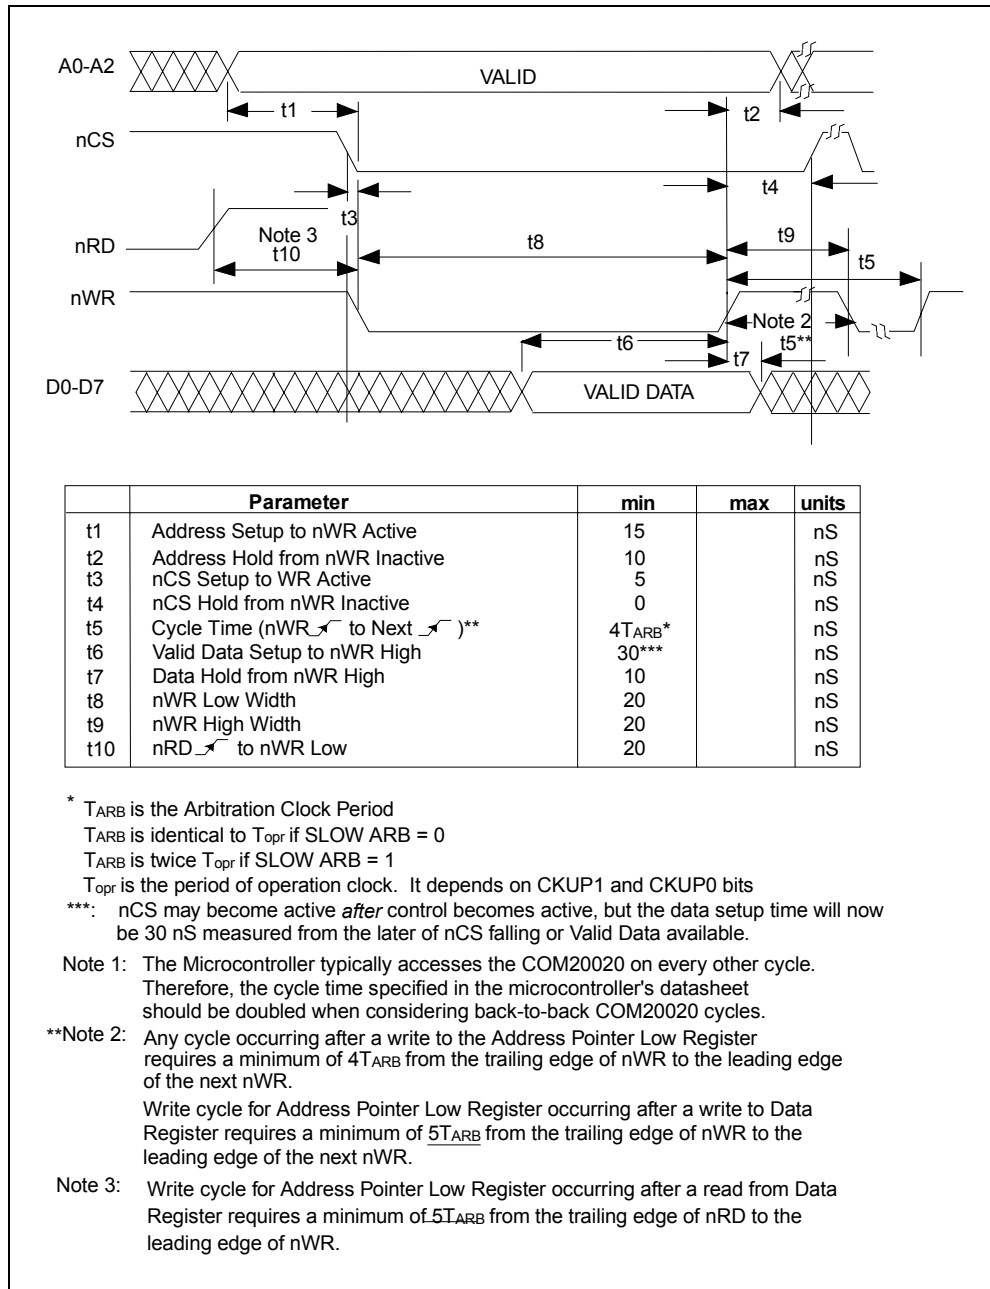 A0-A2
VALID
t1
t2
nCS
t3
t4
nRD
Note 3
t10
t8
t9
t5
nWR
Note 2
t5**
t6
t7
D0-D7
VALID DATA
Parameter min max units
t1 Address Setup to nWR Active 15 nS
t2 Address Hold from nWR Inactive 10 nS
t3 nCS Setup to WR Active 5 nS
t4 nCS Hold from nWR Inactive 0 nS
t5 Cycle Time (nWR to Next )** 4TARB* nS
t6 Valid Data Setup to nWR High 30*** nS
t7 Data Hold from nWR High 10 nS
t8 nWR Low Width 20 nS
t9 nWR High Width 20 nS
t10 nRD to nWR Low 20 nS
* TARB is the Arbitration Clock Period
TARB is identical to Topr if SLOW ARB = 0
TARB is twice Topr if SLOW ARB = 1
Topr is the period of operation clock. It depends on CKUP1 and CKUP0 bits
***: nCS may become active after control becomes active, but the data setup time will now
be 30 nS measured from the later of nCS falling or Valid Data available.
Note 1: The Microcontroller typically accesses the COM20020 on every other cycle.
Therefore, the cycle time specified in the microcontroller's datasheet
should be doubled when considering back-to-back COM20020 cycles.
**Note 2: Any cycle occurring after a write to the Address Pointer Low Register
requires a minimum of 4TARB from the trailing edge of nWR to the leading edge
of the next nWR.
Write cycle for Address Pointer Low Register occurring after a write to Data
Register requires a minimum of 5TARB from the trailing edge of nWR to the
leading edge of the next nWR.
Note 3: Write cycle for Address Pointer Low Register occurring after a read from Data
Register requires a minimum of 5TARB from the trailing edge of nRD to the
leading edge of nWR.